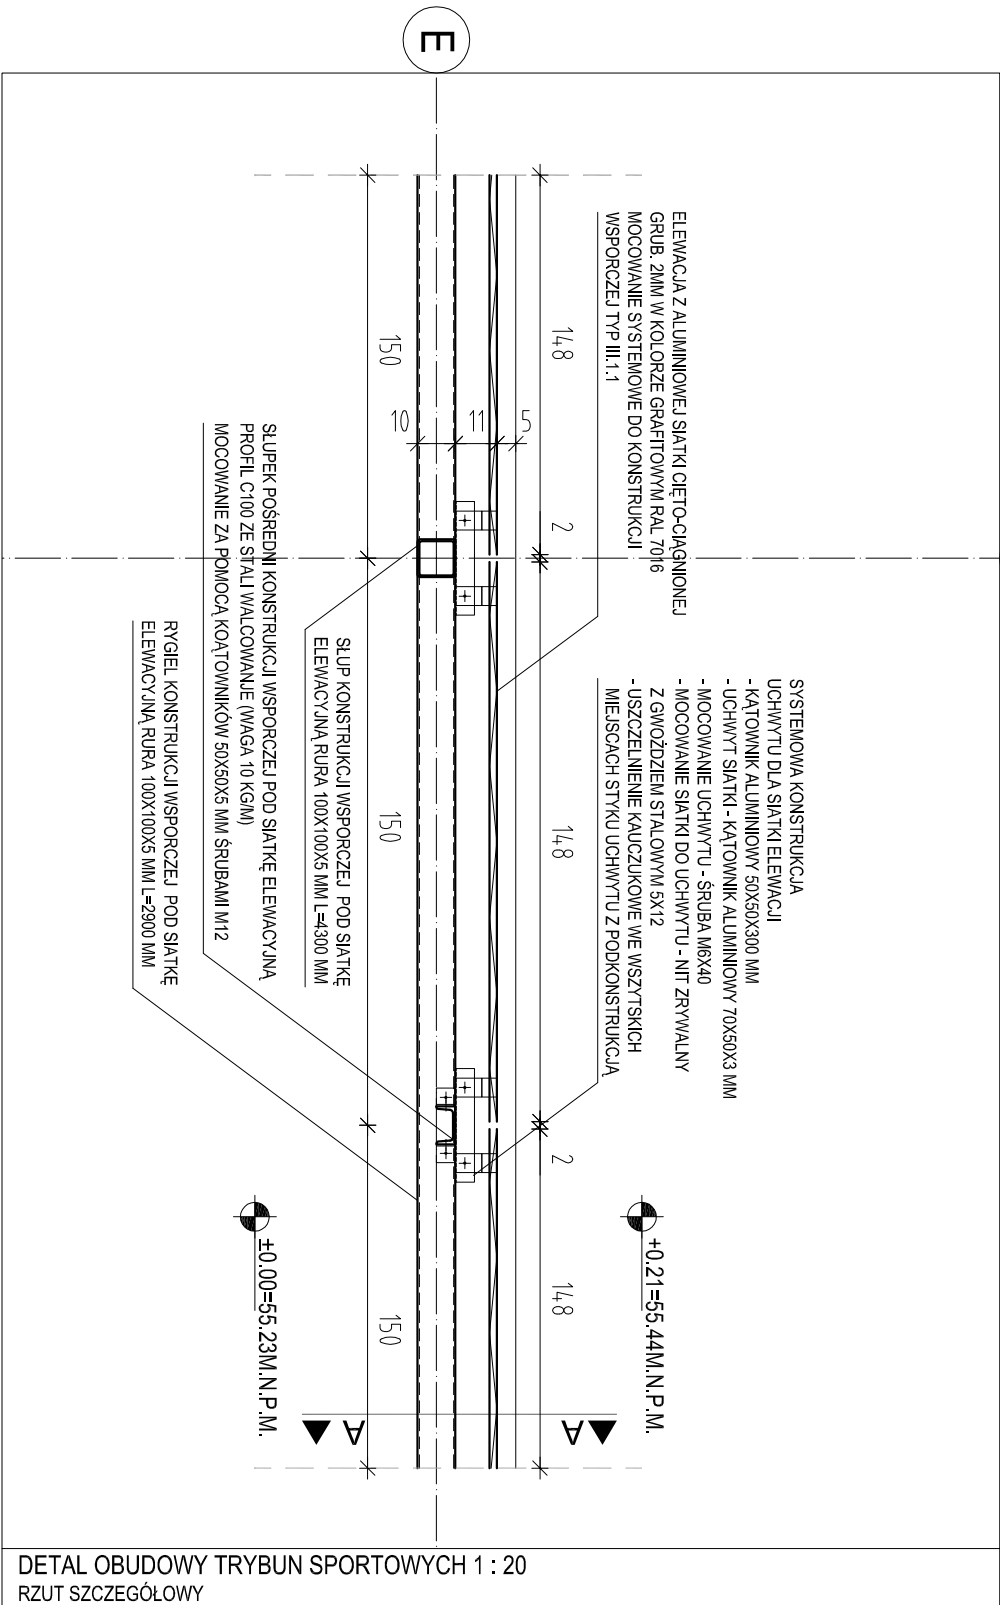 E
ELEWACJA Z ALUMINIOWEJ SIATKI CIĘTO-CIĄGNIONEJ
GRUB. 2MM W KOLORZE GRAFITOWYM RAL 7016
MOCOWANIE SYSTEMOWE DO KONSTRUKCJI
WSPORCZEJ TYP III.1.1
SYSTEMOWA KONSTRUKCJA
UCHWYTU DLA SIATKI ELEWACJI
- KĄTOWNIK ALUMINIOWY 50X50X300 MM
- UCHWYT SIATKI - KĄTOWNIK ALUMINIOWY 70X50X3 MM
- MOCOWANIE UCHWYTU - ŚRUBA M6X40
- MOCOWANIE SIATKI DO UCHWYTU - NIT ZRYWALNY
Z GWOŹDZIEM STALOWYM 5X12
- USZCZELNIENIE KAUCZUKOWE WE WSZYTSKICH
MIEJSCACH STYKU UCHWYTU Z PODKONSTRUKCJĄ
+0.21=55.44M.N.P.M.
148
2
148
2
148
A
5
11
10
150
150
150
A
±0.00=55.23M.N.P.M.
SŁUP KONSTRUKCJI WSPORCZEJ POD SIATKĘ
ELEWACYJNĄ RURA 100X100X5 MM L=4300 MM
SŁUPEK POŚREDNI KONSTRUKCJI WSPORCZEJ POD SIATKĘ ELEWACYJNĄ
PROFIL C100 ZE STALI WALCOWANJE (WAGA 10 KG/M)
MOCOWANIE ZA POMOCĄ KOĄTOWNIKÓW 50X50X5 MM ŚRUBAMI M12
RYGIEL KONSTRUKCJI WSPORCZEJ POD SIATKĘ
ELEWACYJNĄ RURA 100X100X5 MM L=2900 MM
DETAL OBUDOWY TRYBUN SPORTOWYCH 1 : 20
RZUT SZCZEGÓŁOWY